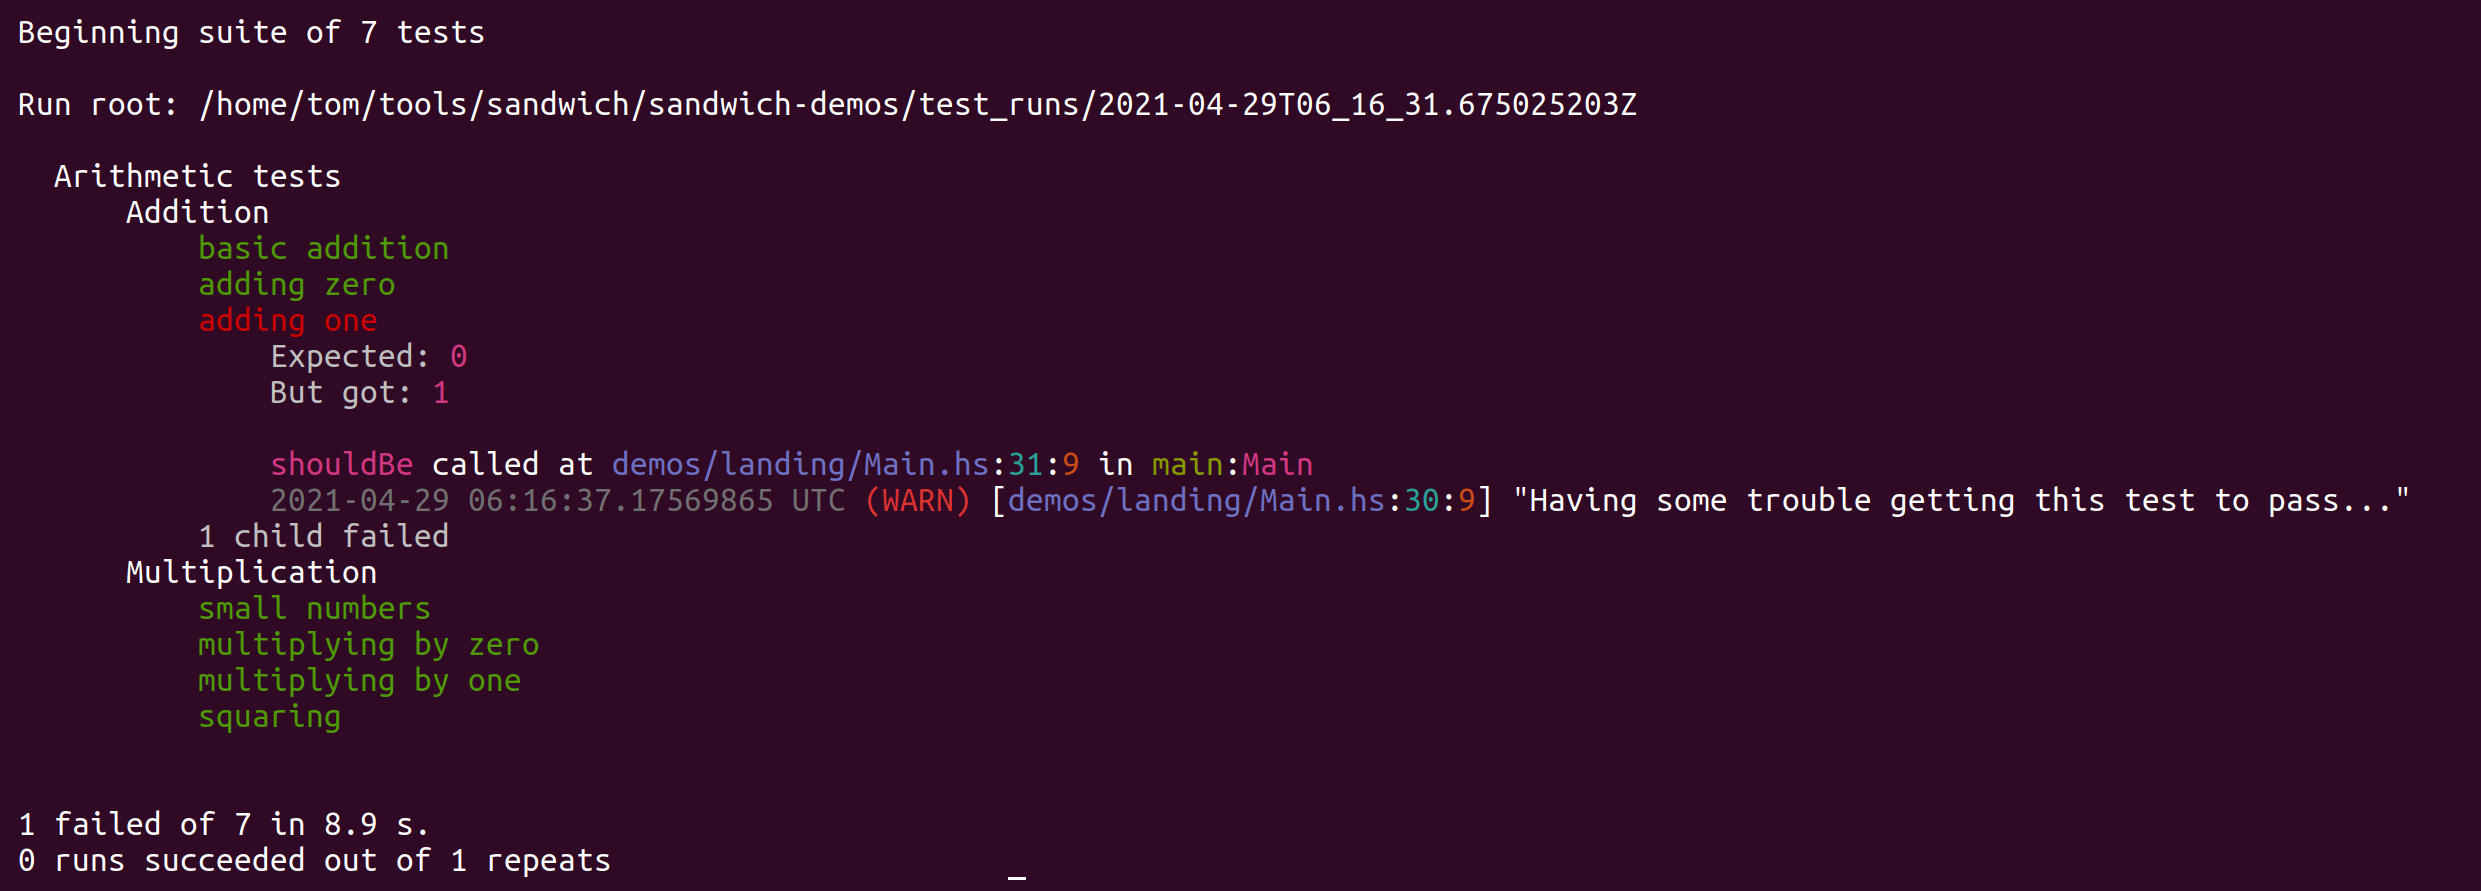 Beginning suite of 7 tests
Run root: /home/tom/tools/sandwich/sandwich-demos/test_runs/2021-04-29T06_16_31.675025203Z
Arithmetic tests
Addition
basic addition
adding zero
adding one
Expected: 0
But got: 1
shouldBe called at demos/landing/Main.hs:31:9 in main:Main
2021-04-29 06:16:37.17569865 UTC (WARN) [demos/landing/Main.hs:30:9] "Having some trouble getting this test to pass..."
1 child failed
Multiplication
small numbers
multiplying by zero
multiplying by one
squaring
1 failed of 7 in 8.9 s.
0 runs succeeded out of 1 repeats